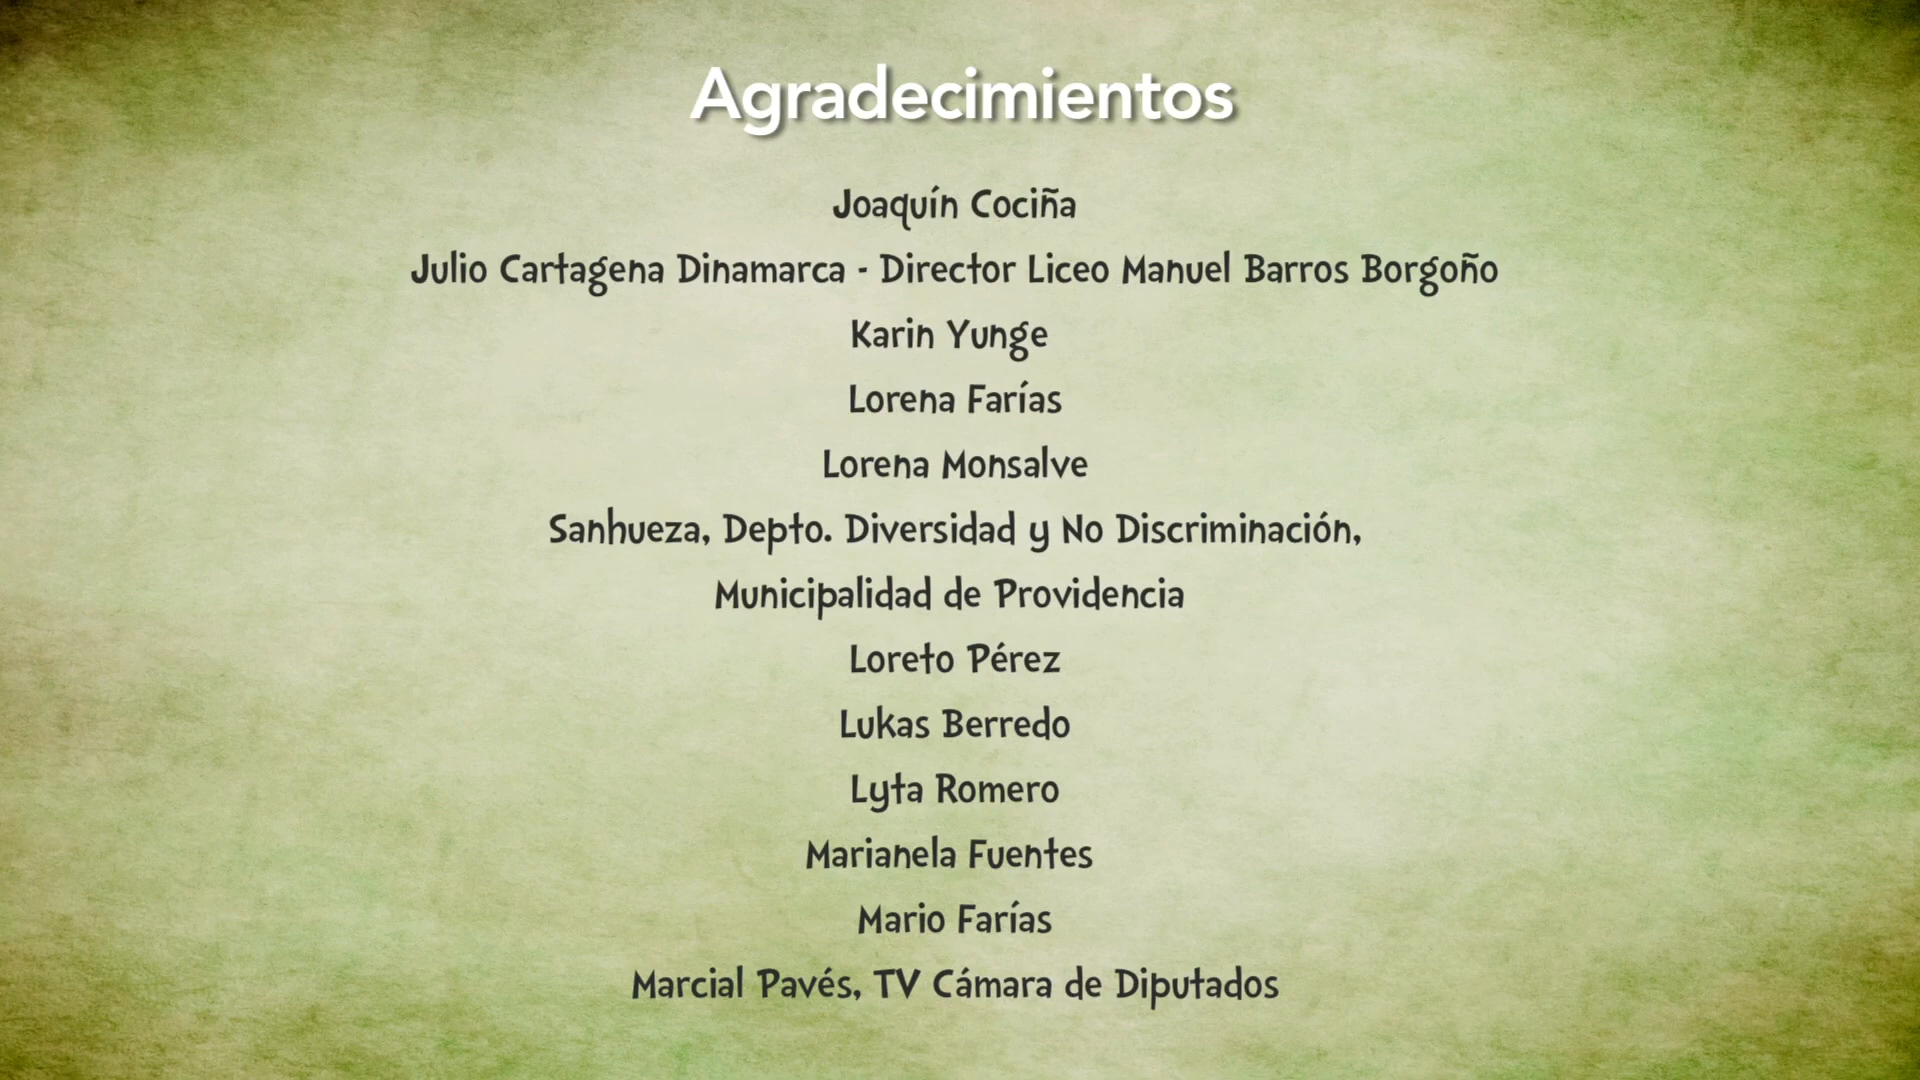 Agradecimientos
Joaquín Cociña
Julio Cartagena Dinamarca - Director Liceo Manuel Barros Borgoño
Karin Yunge
Lorena Farías
Lorena Monsalve
Sanhueza, Depto. Diversidad y No Discriminación,
Municipalidad de Providencia
Loreto Pérez
Lukas Berredo
Lyta Romero
Marianela Fuentes
Mario Farías
Marcial Pavés, TV Cámara de Diputados